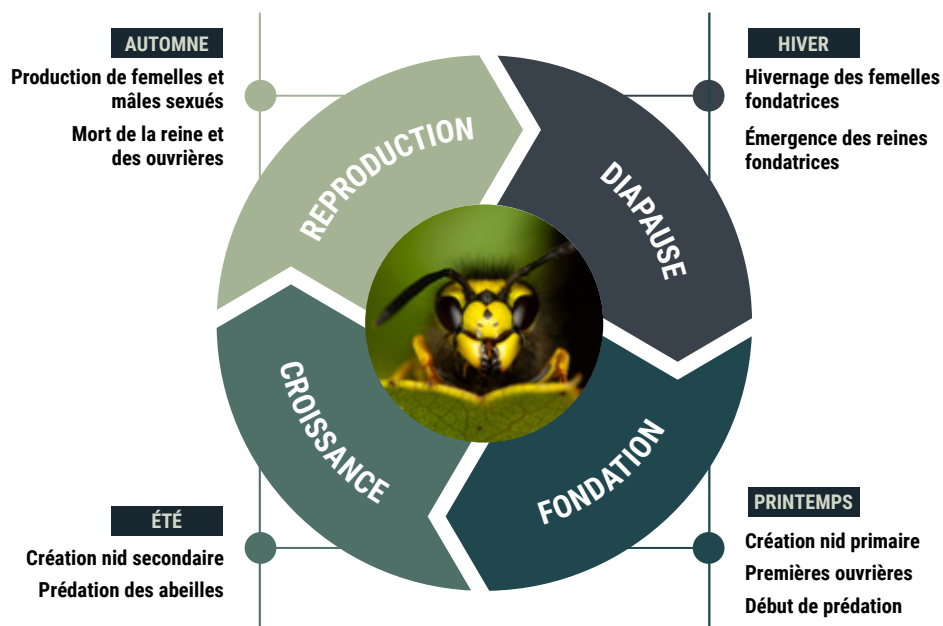 AUTOMNE
Production de femelles et
mâles sexués
Mort de la reine et
des ouvrières
HIVER
Hivernage des femelles
fondatrices
Émergence des reines
fondatrices
REPRODUCTION
DIAPAUSE
CROISSANCE
FONDATION
ÉTÉ
Création nid secondaire
Prédation des abeilles
PRINTEMPS
Création nid primaire
Premières ouvrières
Début de prédation